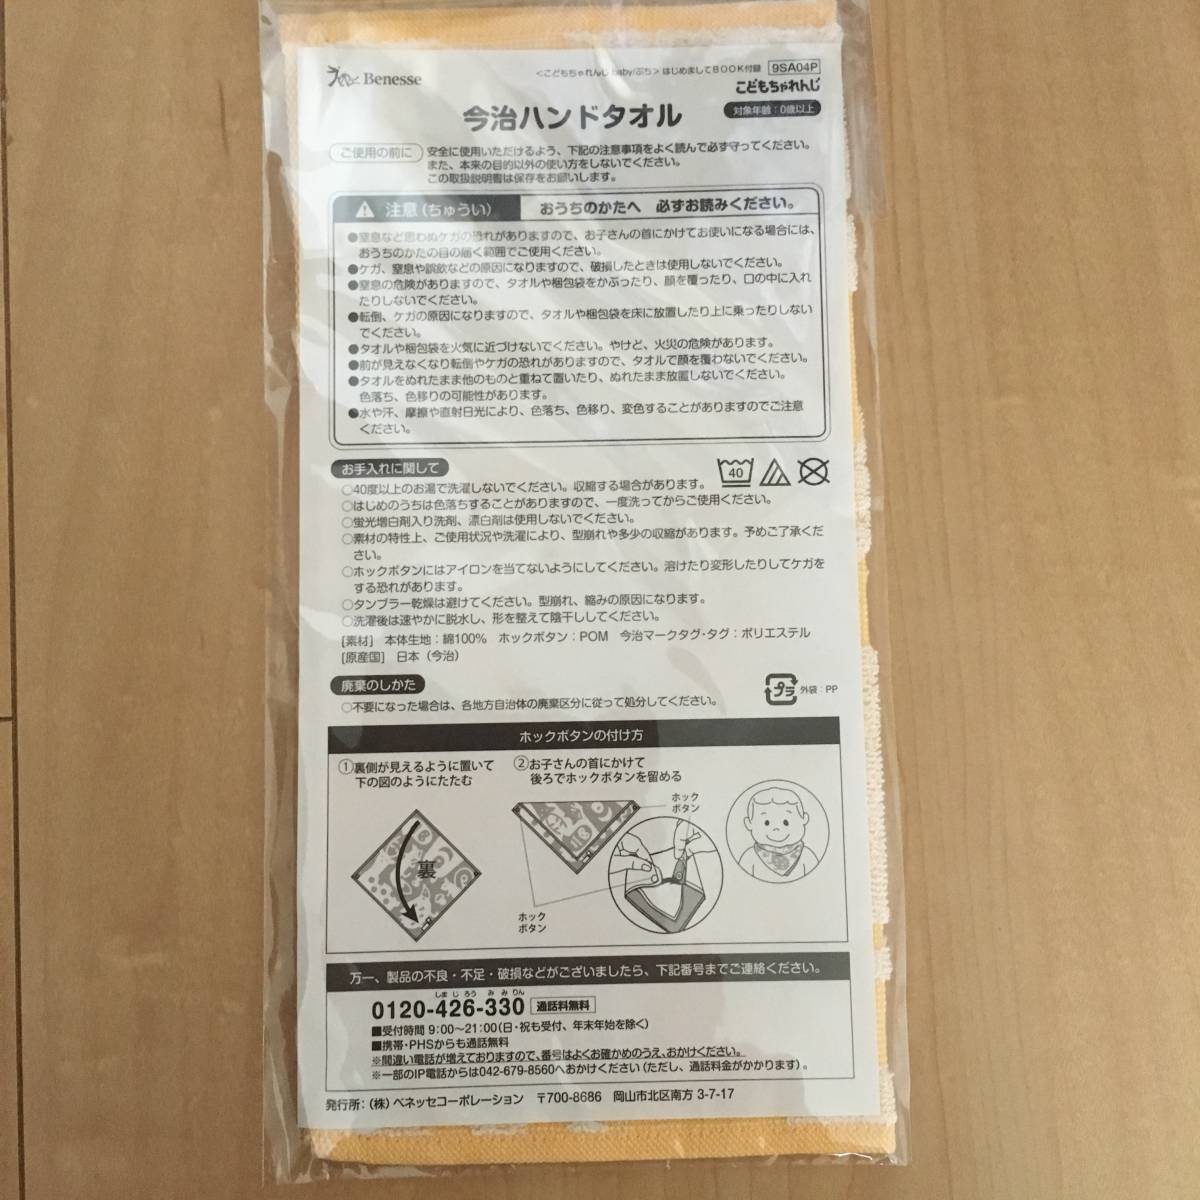 Benesse
<こどもちゃれんじ baby/ぷち> はじめましてBOOK付録 9SA04P
こどもちゃれんじ
今治ハンドタオル
対象年齢:0歳以上
ご使用の前に
安全に使用いただけるよう、下記の注意事項をよく読んで必ず守ってください。
また、本来の目的以外の使い方をしないでください。
この取扱説明書は保存をお願いします。
注意(ちゅうい) おうちのかたへ 必ずお読みください。
●窒息など思わぬケガの恐れがありますので、お子さんの首にかけてお使いになる場合には、
おうちのかたの目の届く範囲でご使用ください。
●ケガ、窒息や誤飲などの原因になりますので、破損したときは使用しないでください。
●窒息の危険がありますので、タオルや梱包袋をかぶったり、顔を覆ったり、口の中に入れ
たりしないでください。
●転倒、ケガの原因になりますので、タオルや梱包袋を床に放置したり上に乗ったりしない
でください。
●タオルや梱包袋を火気に近づけないでください。やけど、火災の危険があります。
●前が見えなくなり転倒やケガの恐れがありますので、タオルで顔を覆わないでください。
●タオルをぬれたまま他のものと重ねて置いたり、ぬれたまま放置しないでください。
色落ち、色移りの可能性があります。
●水や汗、摩擦や直射日光により、色落ち、色移り、変色することがありますのでご注意
ください。
お手入れに関して
40
○40度以上のお湯で洗濯しないでください。収縮する場合があります。
○はじめのうちは色落ちすることがありますので、一度洗ってからご使用ください。
○蛍光増白剤入り洗剤、漂白剤は使用しないでください。
○素材の特性上、ご使用状況や洗濯により、型崩れや多少の収縮があります。予めご了承くだ
さい。
○ホックボタンにはアイロンを当てないようにしてください。溶けたり変形したりしてケガを
する恐れがあります。
○タンブラー乾燥は避けてください。型崩れ、縮みの原因になります。
○洗濯後は速やかに脱水し、形を整えて陰干ししてください。
[素材] 本体生地:綿100% ホックボタン:POM 今治マークタグ・タグ:ポリエステル
[原産国] 日本(今治)
廃棄のしかた
プラ 外袋:PP
○不要になった場合は、各地方自治体の廃棄区分に従って処分してください。
ホックボタンの付け方
①裏側が見えるように置いて
下の図のようにたたむ
②お子さんの首にかけて
後ろでホックボタンを留める
ホック
ボタン
裏
ホック
ボタン
万一、製品の不良・不足・破損などがございましたら、下記番号までご連絡ください。
しまじろう みみりん
0120-426-330 通話料無料
■受付時間 9:00〜21:00(日・祝も受付、年末年始を除く)
■携帯・PHSからも通話無料
※間違い電話が増えておりますので、番号はよくお確かめのうえ、おかけください。
※一部のIP電話からは042-679-8560へおかけください(ただし、通話料金がかかります)。
発行所:(株)ベネッセコーポレーション 〒700-8686 岡山市北区南方 3-7-17